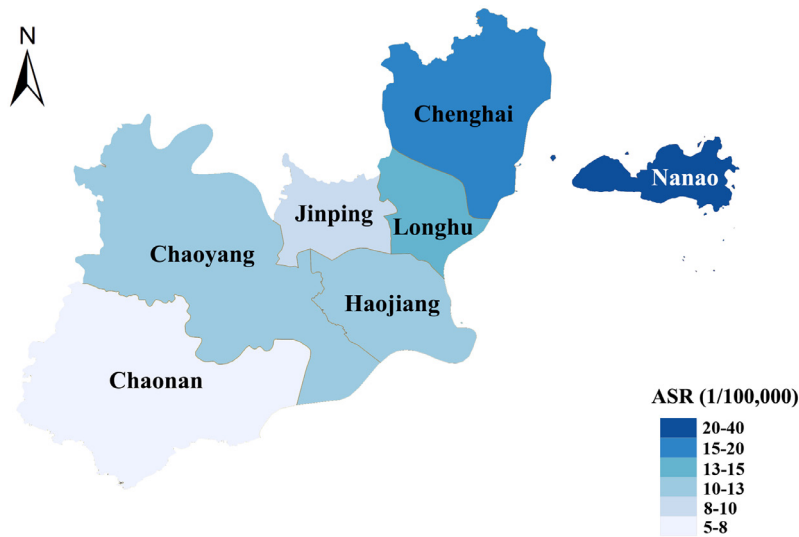 N
Chenghai
Nanao
Jinping
Longhu
Chaoyang
Haojiang
Chaonan
ASR (1/100,000)
20-40
15-20
13-15
10-13
8-10
5-8